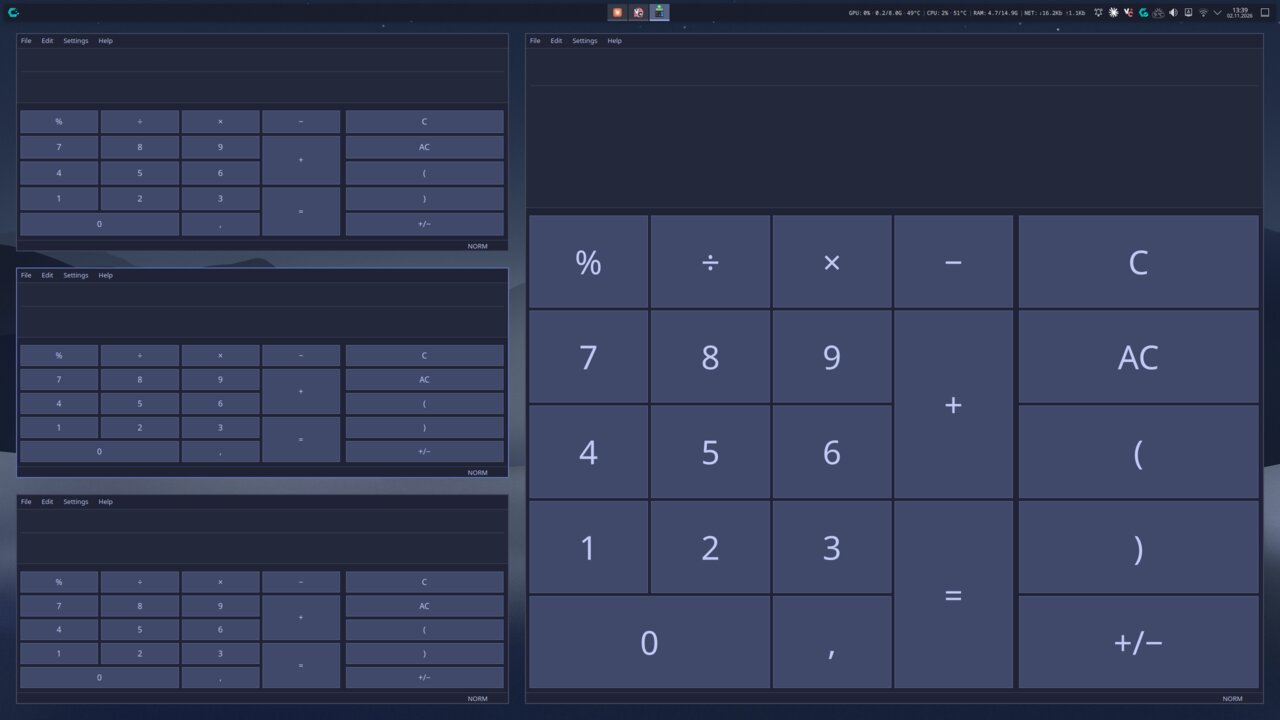 GPU: 0% 0.2/8.0G 49°C | CPU: 2% 51°C | RAM: 4.7/14.9G | NET: ↓16.2Kb ↑1.1Kb
13:39
02.11.2026
File Edit Settings Help
% ÷ × − C
7 8 9 + AC
4 5 6 (
1 2 3 = )
0 , +/−
NORM
File Edit Settings Help
% ÷ × − C
7 8 9 + AC
4 5 6 (
1 2 3 = )
0 , +/−
NORM
File Edit Settings Help
% ÷ × − C
7 8 9 + AC
4 5 6 (
1 2 3 = )
0 , +/−
NORM
File Edit Settings Help
% ÷ × − C
7 8 9 + AC
4 5 6 (
1 2 3 = )
0 , +/−
NORM